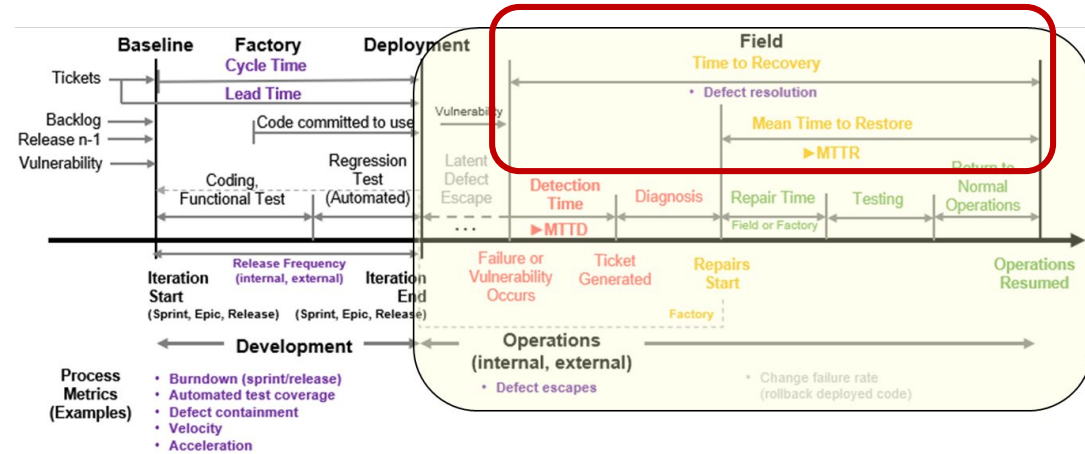 Baseline
Factory
Deployment
Field
Cycle Time
Time to Recovery
Tickets
Lead Time
• Defect resolution
Vulnerability
Backlog
Code committed to use
Mean Time to Restore
Release n-1
►MTTR
Vulnerability
Regression
Test
(Automated)
Latent
Defect
Escape
Return to
Normal
Operations
Coding,
Functional Test
Detection
Time
Diagnosis
Repair Time
Testing
►MTTD
Field or Factory
...
Release Frequency
(internal, external)
Failure or
Vulnerability
Occurs
Ticket
Generated
Repairs
Start
Operations
Resumed
Iteration
Start
(Sprint, Epic, Release)
Iteration
End
(Sprint, Epic, Release)
Factory
Development
Operations
(internal, external)
Process
Metrics
(Examples)
• Burndown (sprint/release)
• Automated test coverage
• Defect containment
• Velocity
• Acceleration
• Defect escapes
• Change failure rate
(rollback deployed code)